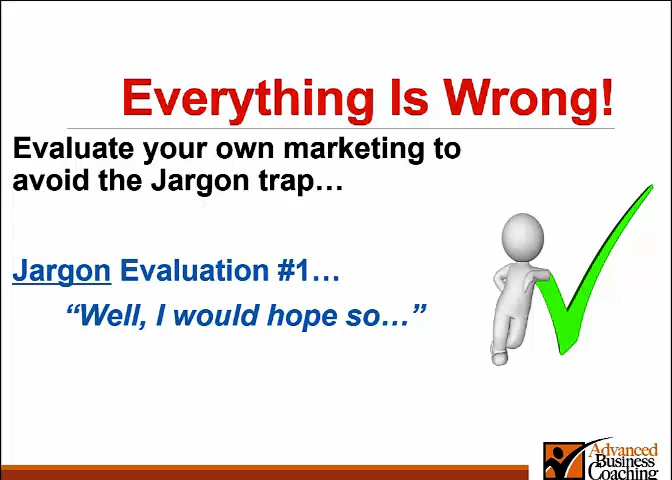 Everything Is Wrong!
Evaluate your own marketing to
avoid the Jargon trap…
Jargon Evaluation #1…
“Well, I would hope so…”
Advanced
Business
Coaching